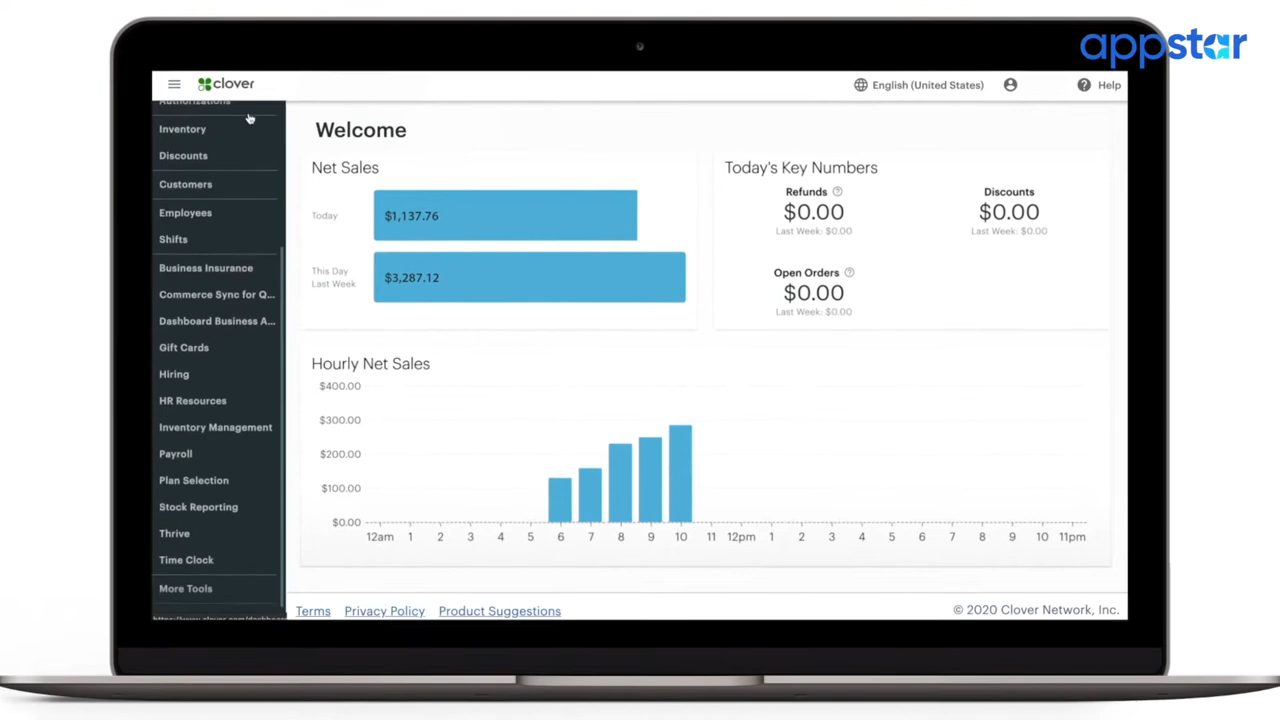 appstar
clover
English (United States)
Help
Authorizations
Inventory
Discounts
Customers
Employees
Shifts
Business Insurance
Commerce Sync for Q...
Dashboard Business A...
Gift Cards
Hiring
HR Resources
Inventory Management
Payroll
Plan Selection
Stock Reporting
Thrive
Time Clock
More Tools
Welcome
Net Sales
Today
$1,137.76
This Day
Last Week
$3,287.12
Today's Key Numbers
Refunds
$0.00
Last Week: $0.00
Discounts
$0.00
Last Week: $0.00
Open Orders
$0.00
Last Week: $0.00
Hourly Net Sales
$400.00
$300.00
$200.00
$100.00
$0.00
12am 1 2 3 4 5 6 7 8 9 10 11 12pm 1 2 3 4 5 6 7 8 9 10 11pm
Terms Privacy Policy Product Suggestions
© 2020 Clover Network, Inc.